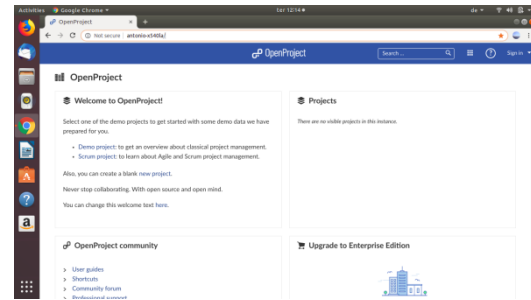 Activities
Google Chrome
12:14
de
OpenProject
Not secure
Search...
OpenProject
Sign in
OpenProject
Welcome to OpenProject!
Select one of the demo projects to get started with some demo data we have
prepared for you.
Demo project: to get an overview about classical project management.
Scrum project: to learn about Agile and Scrum project management.
Also, you can create a blank new project.
Never stop collaborating. With open source and open mind.
You can change this welcome text here.
Projects
There are no visible projects in this instance.
OpenProject community
User guides
Shortcuts
Community forum
Professional support
Upgrade to Enterprise Edition